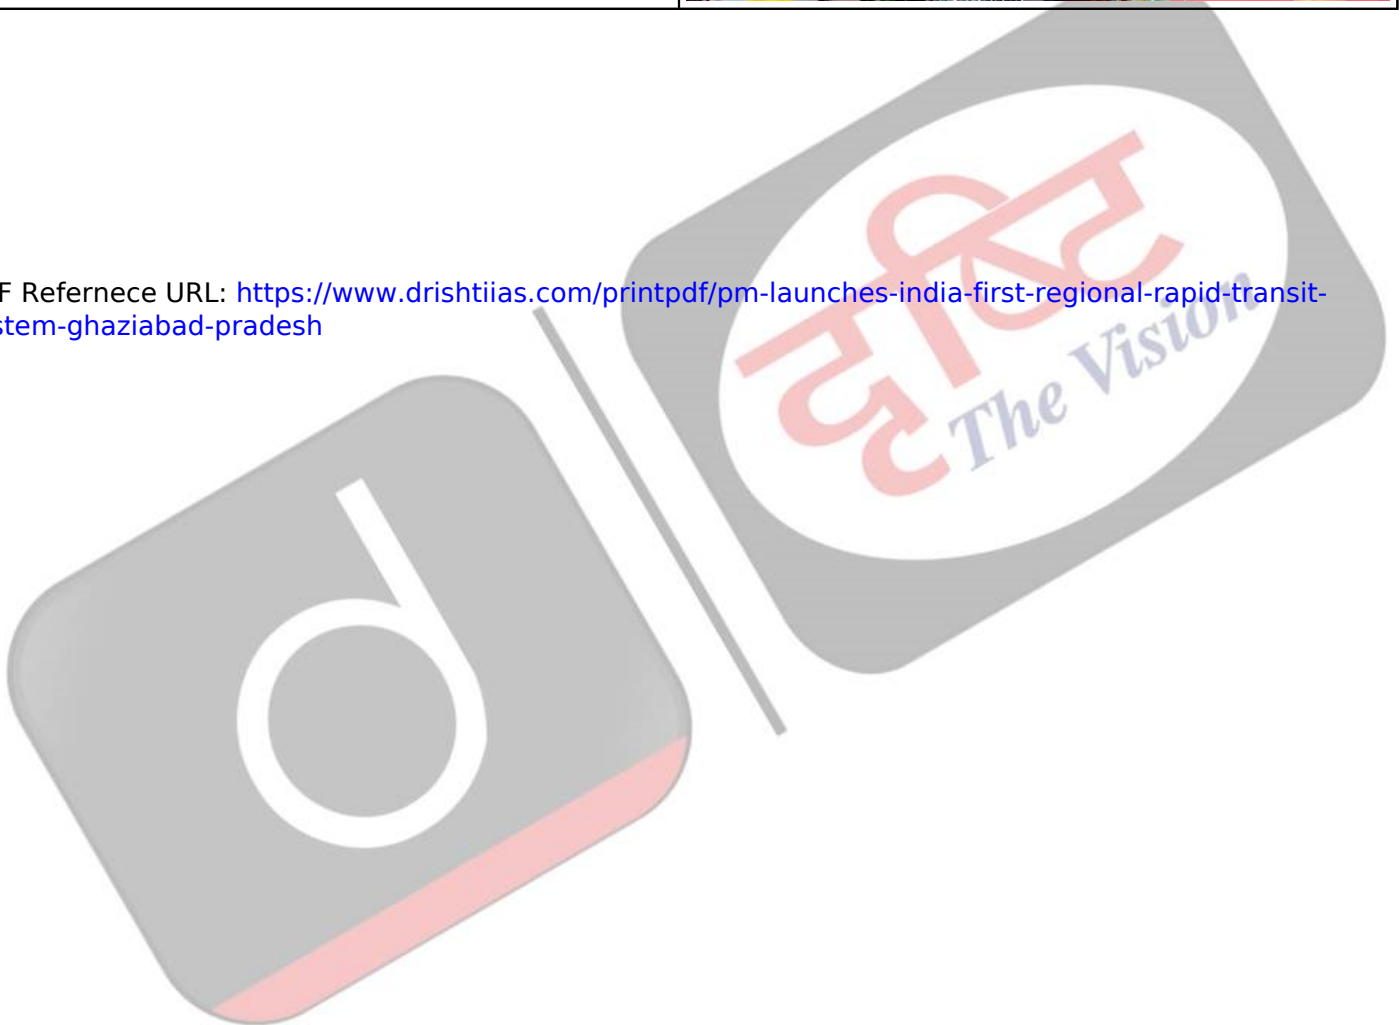 F Refernece URL: https://www.drishtiias.com/printpdf/pm-launches-india-first-regional-rapid-transit-
stem-ghaziabad-pradesh
दृष्टि
The Vision
d